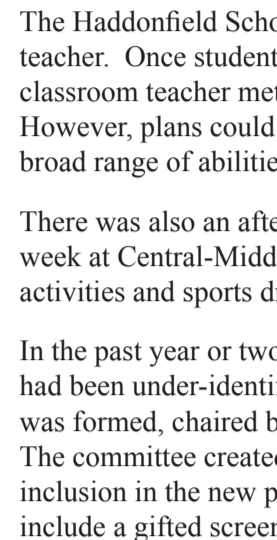 The Haddonfield Scho
teacher. Once student
classroom teacher met
However, plans could
broad range of abilitie

There was also an afte
week at Central-Midd
activities and sports d

In the past year or two
had been under-identi
was formed, chaired b
The committee created
inclusion in the new p
include a gifted screen